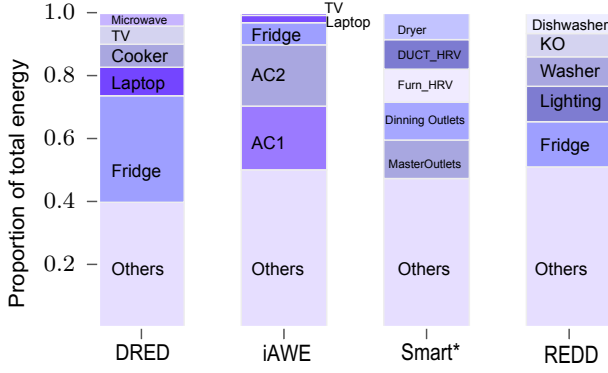 Proportion of total energy
1.0
0.8
0.6
0.4
0.2
Microwave
TV
Cooker
Laptop
Fridge
Others
DRED
TV
Laptop
Fridge
AC2
AC1
Others
iAWE
Dryer
DUCT_HRV
Furn_HRV
Dinning Outlets
MasterOutlets
Others
Smart*
Dishwasher
KO
Washer
Lighting
Fridge
Others
REDD